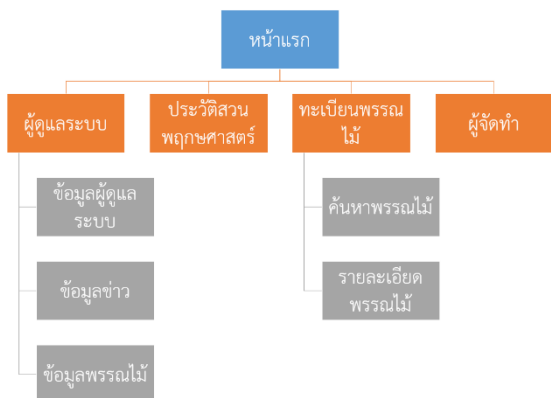 หน้าแรก
ผู้ดูแลระบบ
ประวัติสวน
พฤกษศาสตร์
ทะเบียนพรรณ
ไม้
ผู้จัดทำ
ข้อมูลผู้ดูแล
ระบบ
ข้อมูลข่าว
ข้อมูลพรรณไม้
ค้นหาพรรณไม้
รายละเอียด
พรรณไม้